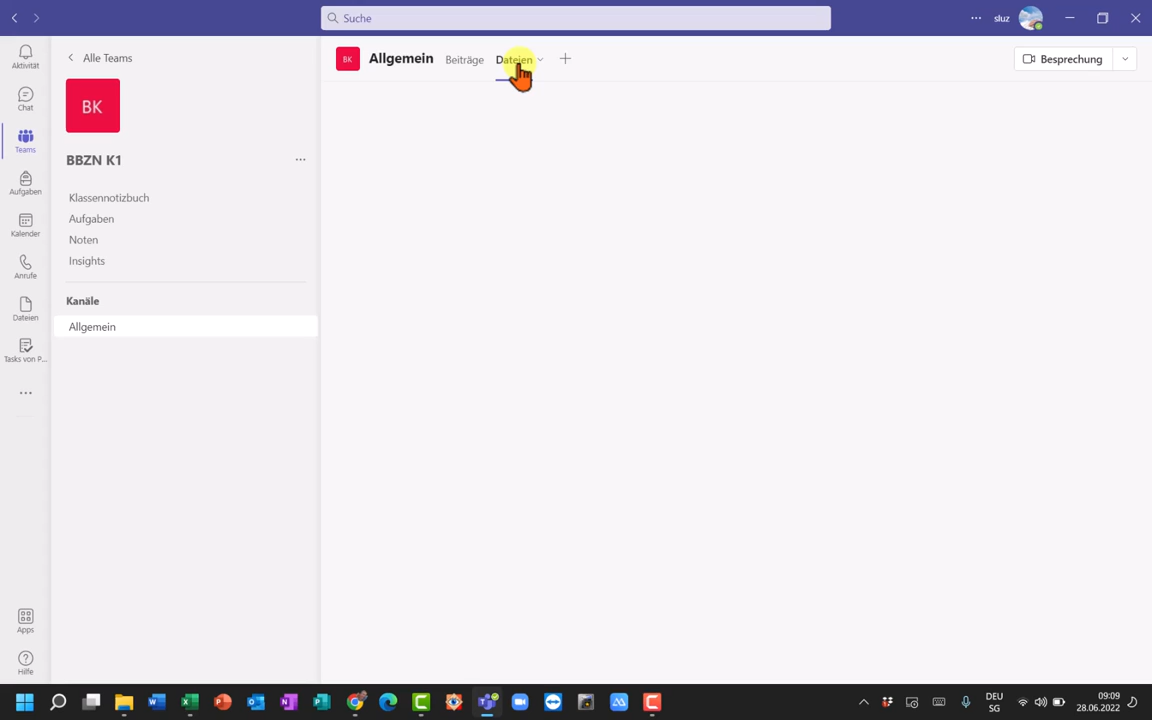 Suche
sluz
Aktivität
Chat
Teams
Aufgaben
Kalender
Anrufe
Dateien
Tasks von P...
Apps
Hilfe
Alle Teams
BK
BBZN K1
Klassennotizbuch
Aufgaben
Noten
Insights
Kanäle
Allgemein
BK
Allgemein
Beiträge
Dateien
Besprechung
DEU
SG
09:09
28.06.2022